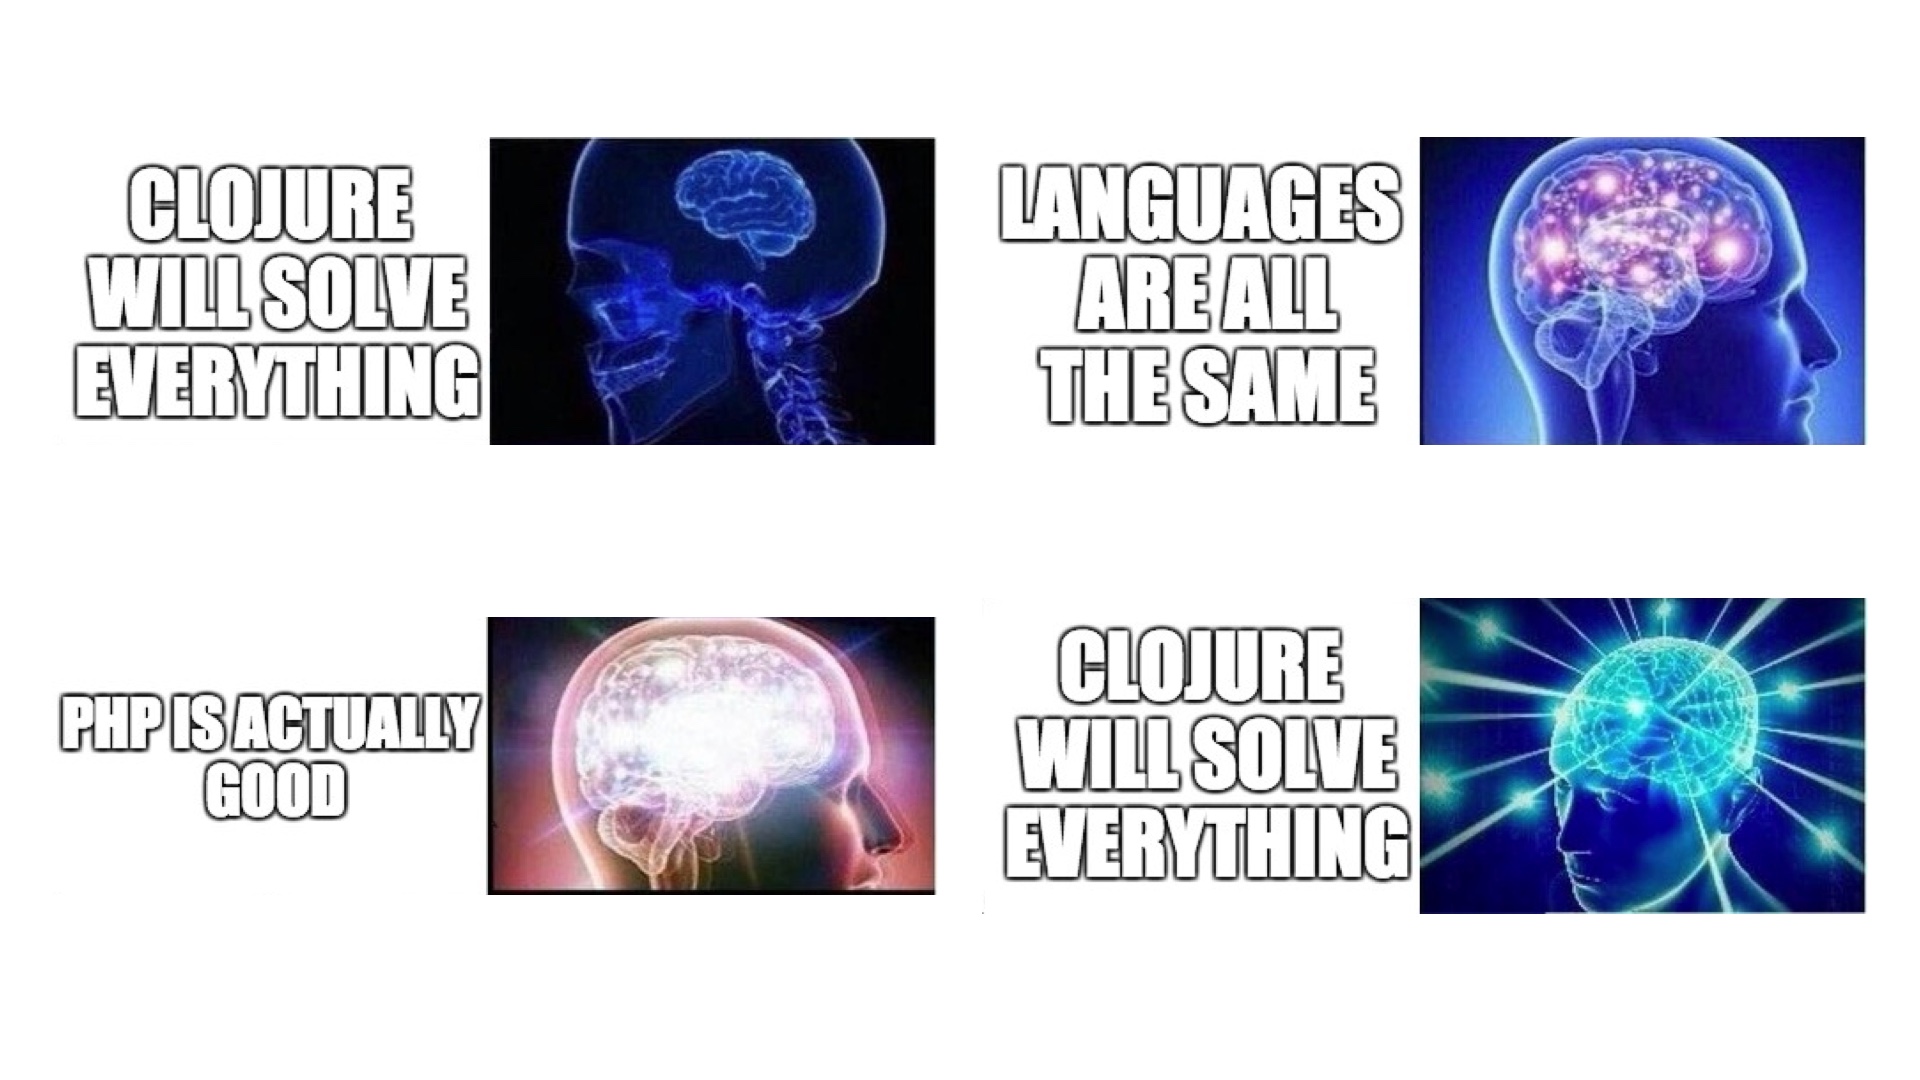 CLOJURE
WILL SOLVE
EVERYTHING
LANGUAGES
ARE ALL
THE SAME
PHP IS ACTUALLY
GOOD
CLOJURE
WILL SOLVE
EVERYTHING